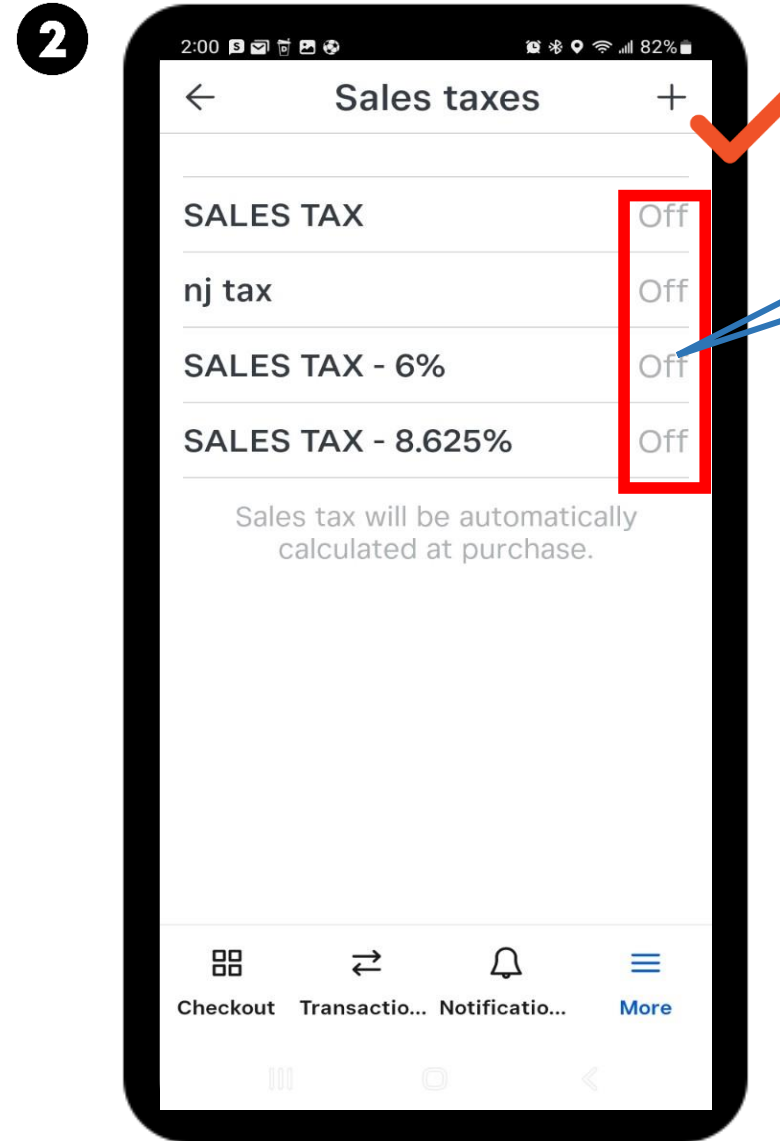 2
2:00 82%
Sales taxes
SALES TAX Off
nj tax Off
SALES TAX - 6% Off
SALES TAX - 8.625% Off
Sales tax will be automatically
calculated at purchase.
Checkout Transactio... Notificatio... More